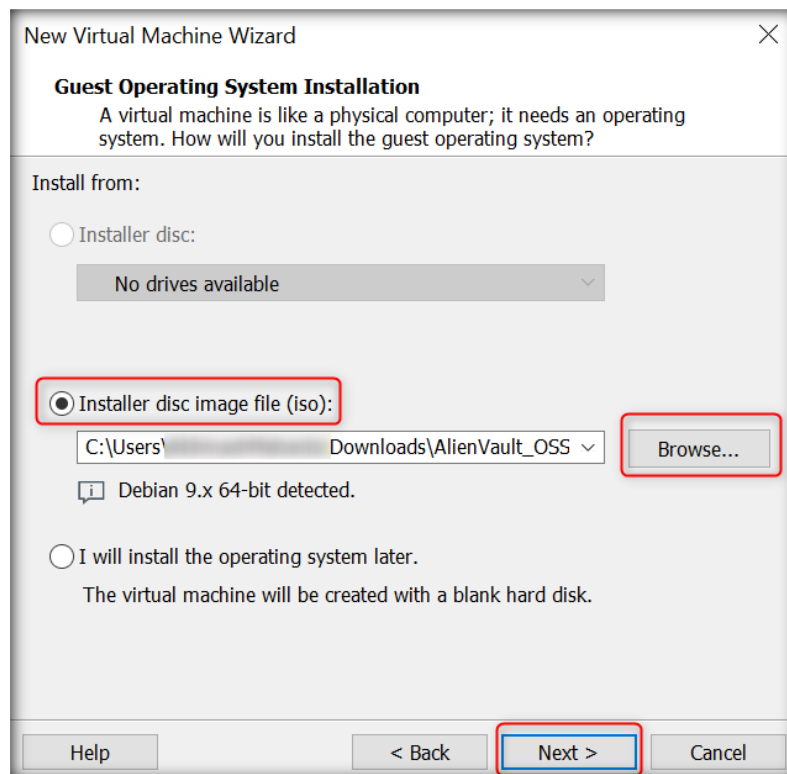 New Virtual Machine Wizard
Guest Operating System Installation
A virtual machine is like a physical computer; it needs an operating
system. How will you install the guest operating system?
Install from:
Installer disc:
No drives available
Installer disc image file (iso):
C:\Users\ Downloads\AlienVault_OSS
Browse...
Debian 9.x 64-bit detected.
I will install the operating system later.
The virtual machine will be created with a blank hard disk.
Help
< Back
Next >
Cancel